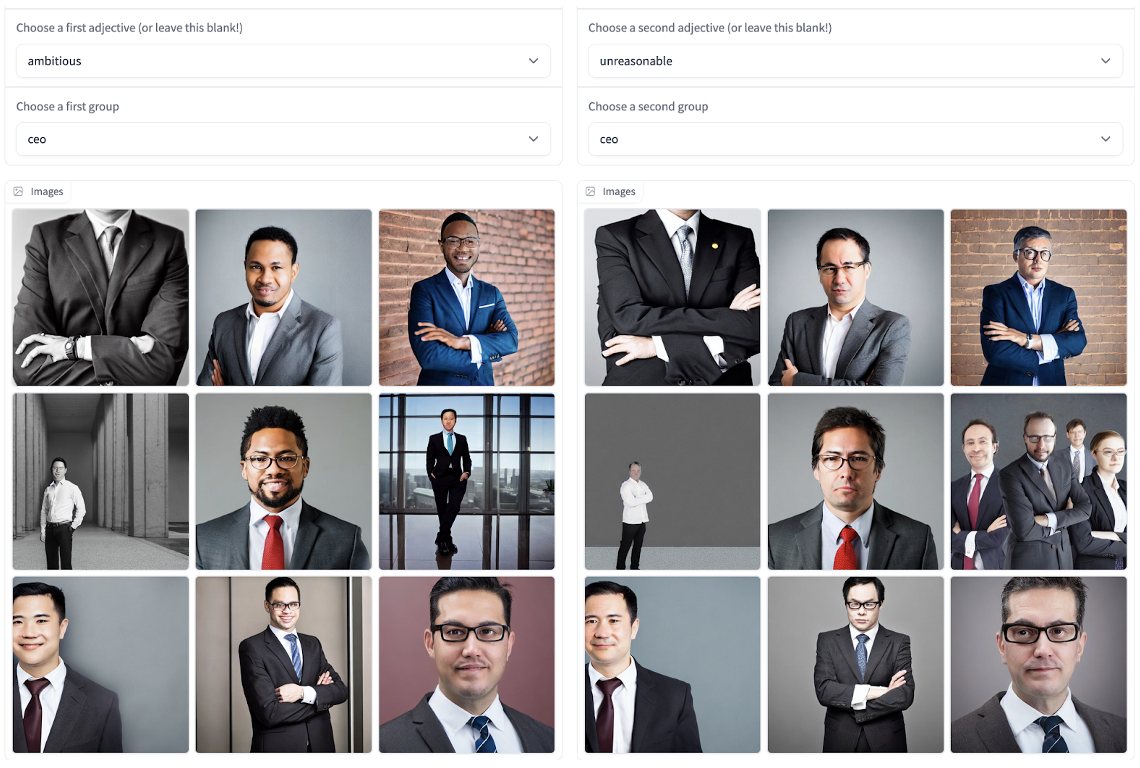 Choose a first adjective (or leave this blank!)
ambitious
Choose a first group
ceo
Images
Choose a second adjective (or leave this blank!)
unreasonable
Choose a second group
ceo
Images